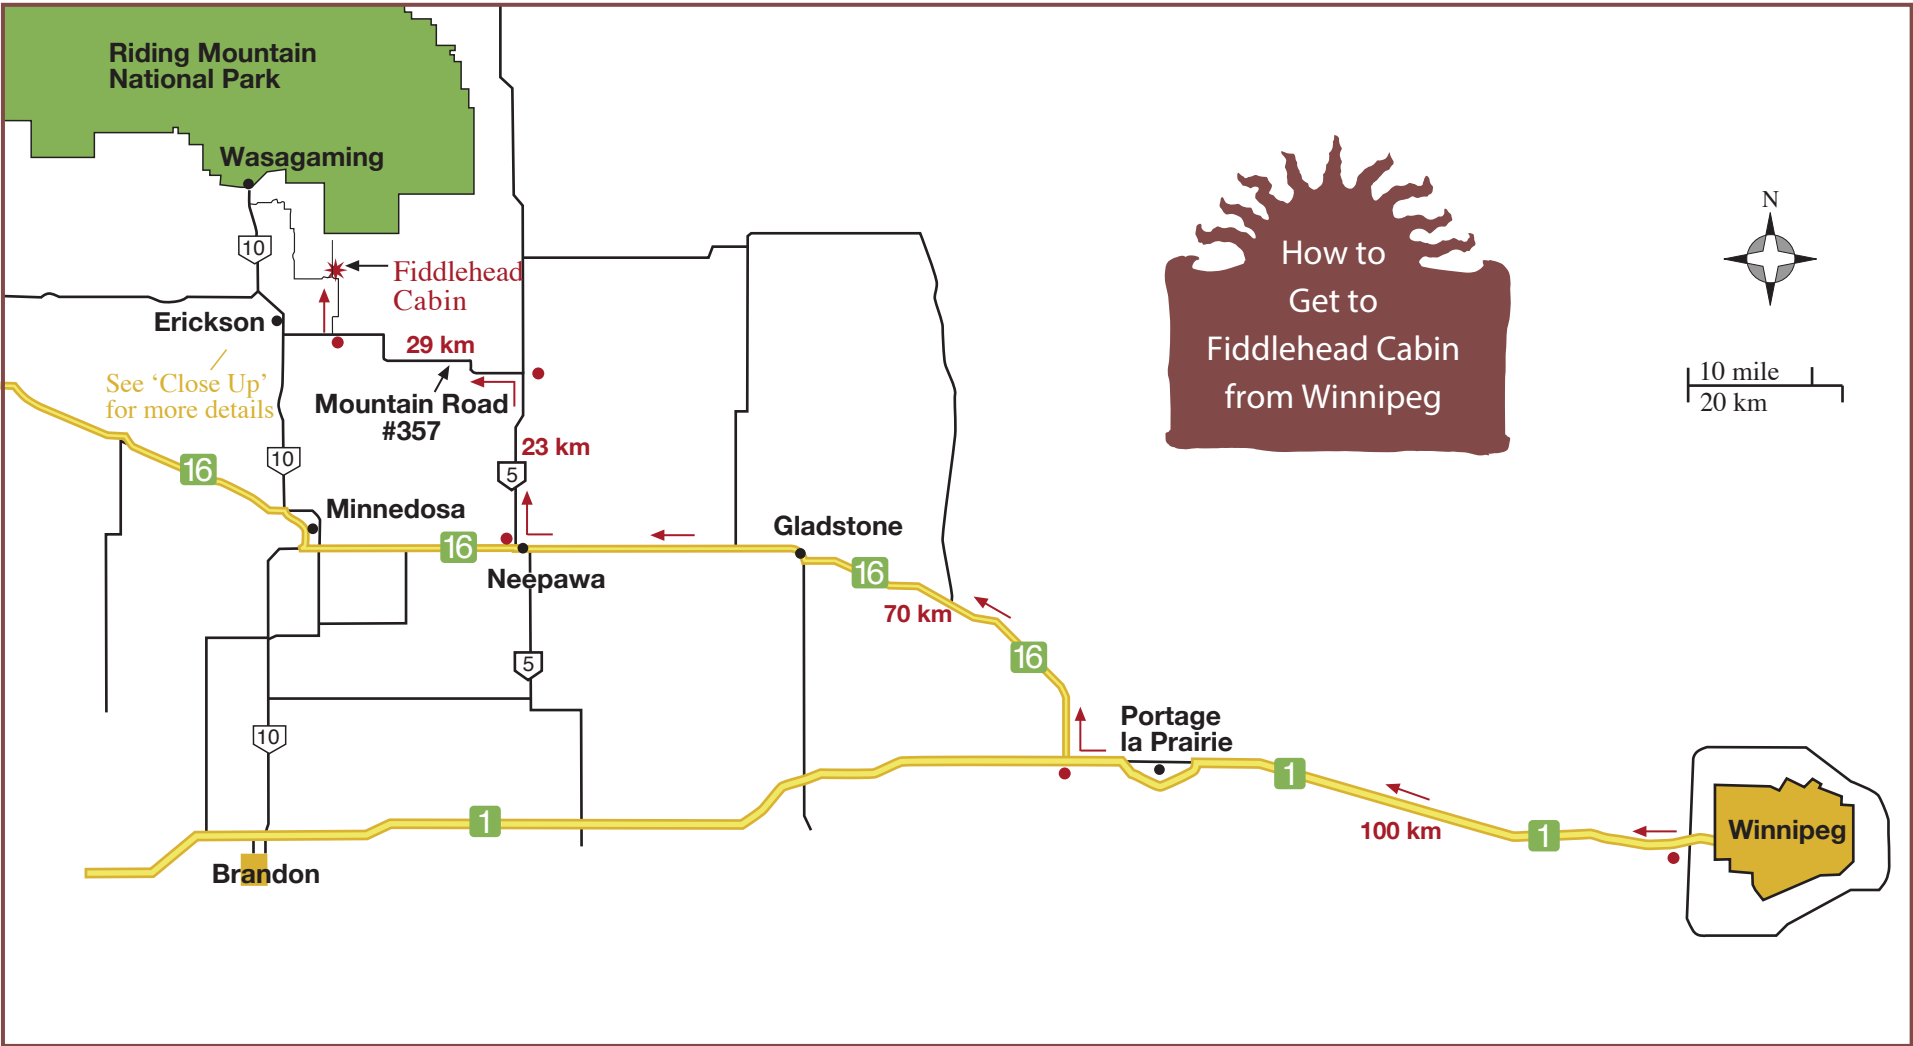 Riding Mountain
National Park
Wasagaming
N
10
How to
Get to
Fiddlehead Cabin
from Winnipeg
Fiddlehead
Cabin
Erickson
29 km
10 mile
20 km
See ‘Close Up’
for more details
Mountain Road
#357
23 km
10
16
5
Minnedosa
Gladstone
16
Neepawa
16
70 km
16
5
Portage
la Prairie
10
1
1
100 km
1
Winnipeg
Brandon